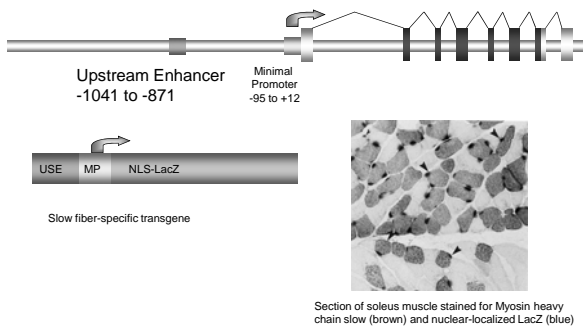 Upstream Enhancer
-1041 to -871
Minimal
Promoter
-95 to +12
USE MP NLS-LacZ
Slow fiber-specific transgene
Section of soleus muscle stained for Myosin heavy
chain slow (brown) and nuclear-localized LacZ (blue)